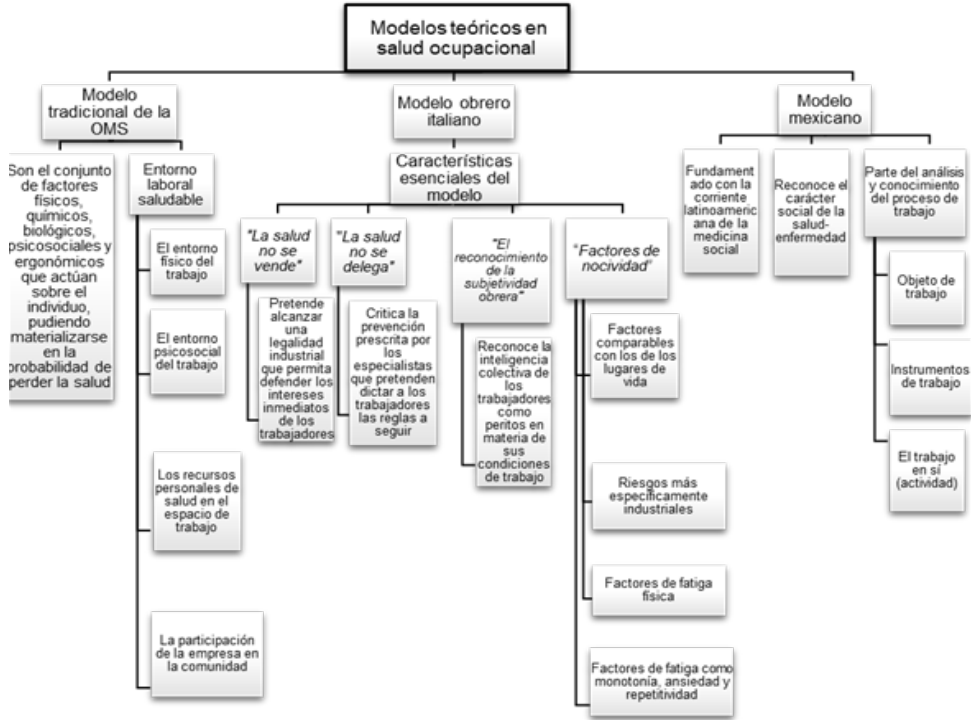 Modelos teóricos en
salud ocupacional
Modelo
tradicional de la
OMS
Son el conjunto
de factores
físicos,
químicos,
biológicos,
psicosociales y
ergonómicos
que actúan
sobre el
individuo,
pudiendo
materializarse
en la
probabilidad de
perder la salud
Entorno
laboral
saludable
El entorno
físico del
trabajo
El entorno
psicosocial
del trabajo
Los recursos
personales de
salud en el
espacio de
trabajo
La participación
de la empresa
en la
comunidad
Modelo obrero
italiano
Características
esenciales del
modelo
"La salud
no se
vende"
Pretende
alcanzar
una
legalidad
industrial
que permita
defender los
intereses
inmediatos
de los
trabajadores
"La salud
no se
delega"
Critica la
prevención
prescrita por
los
especialistas
que pretenden
dictar a los
trabajadores
las reglas a
seguir
"El
reconocimiento
de la
subjetividad
obrera"
Reconoce la
inteligencia
colectiva de
los
trabajadores
como
peritos en
materia de
sus
condiciones
de trabajo
"Factores de
nocividad"
Factores
comparables
con los de los
lugares de
vida
Riesgos más
específicamente
industriales
Factores de fatiga
física
Factores de fatiga como
monotonía, ansiedad y
repetitividad
Modelo
mexicano
Fundament
ado con la
corriente
latinoameric
ana de la
medicina
social
Reconoce el
carácter
social de la
salud-
enfermedad
Parte del análisis
y conocimiento
del proceso de
trabajo
Objeto de
trabajo
Instrumentos
de trabajo
El trabajo
en sí
(actividad)